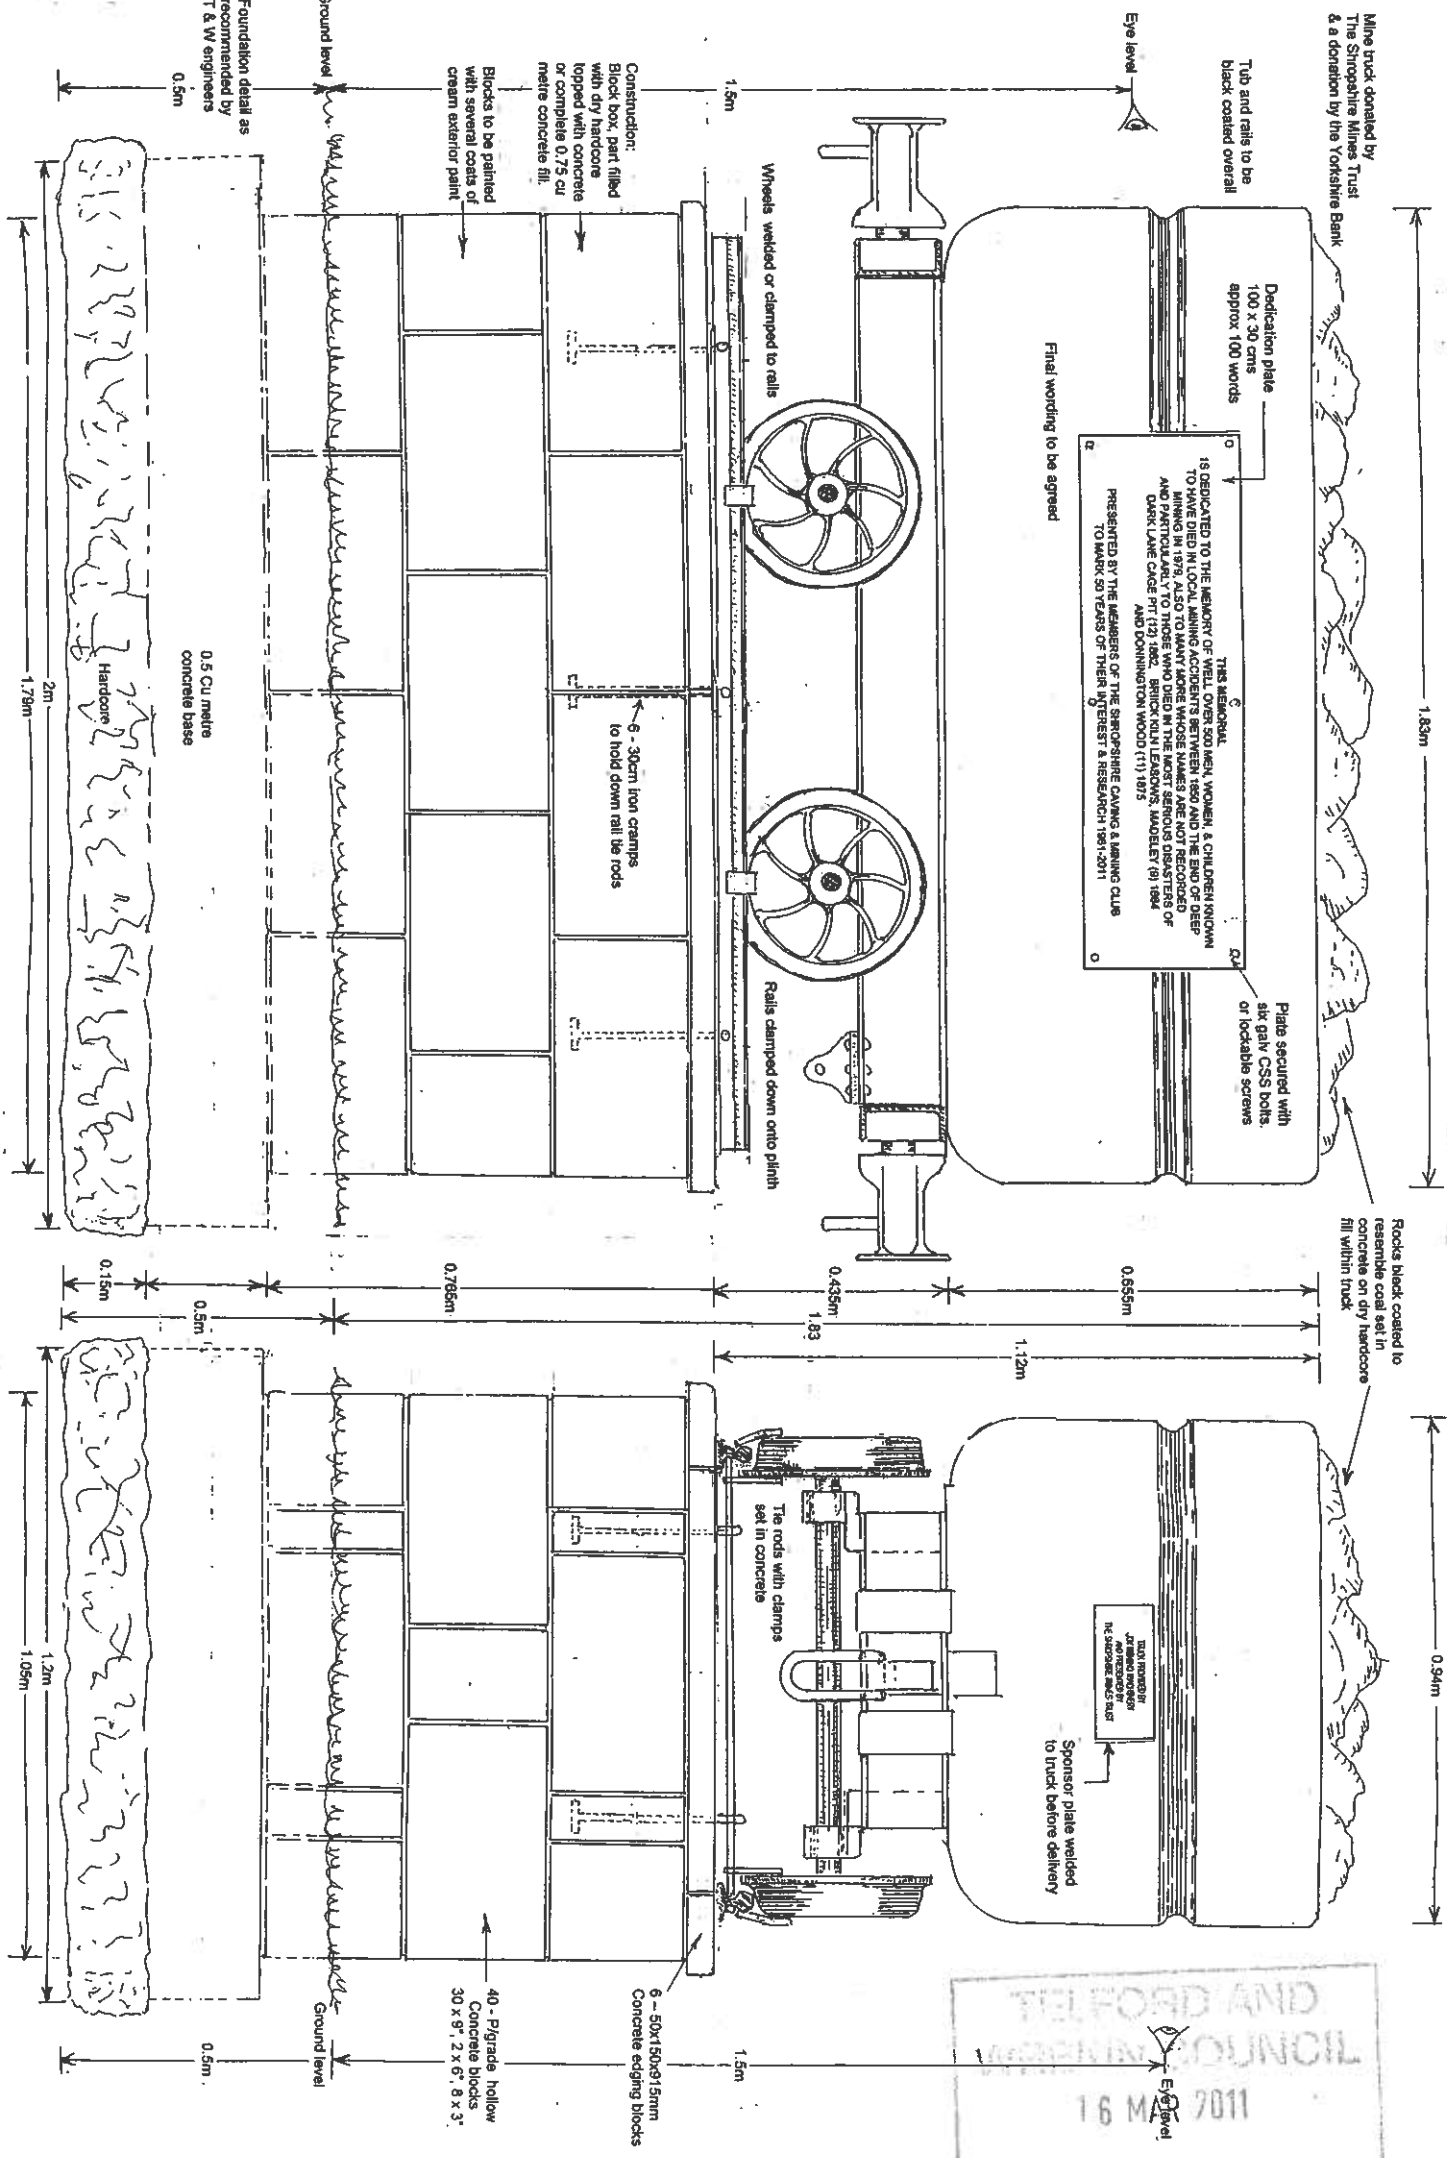 Mine truck donated by
The Shropshire Mines Trust
& a donation by the Yorkshire Bank
1.83m
0.94m
Tub and rails to be
black coated overall
Dedication plate
100 x 30 cms
approx 100 words
Plate secured with
six galv CSS bolts.
or lockable screws
Rocks black coated to
resemble coal set in
concrete on dry hardcore
fill within truck
THIS MEMORIAL
IS DEDICATED TO THE MEMORY OF WELL OVER 500 MEN, WOMEN, & CHILDREN KNOWN
TO HAVE DIED IN LOCAL MINING ACCIDENTS BETWEEN 1850 AND THE END OF DEEP
MINING IN 1979, ALSO TO MANY MORE WHOSE NAMES ARE NOT RECORDED
AND PARTICULARLY TO THOSE WHO DIED IN THE MOST SERIOUS DISASTERS OF
DARK LANE CAGE PIT (12) 1862, BRICK KILN LEASOWS, MADELEY (9) 1864
AND DONNINGTON WOOD (11) 1875
PRESENTED BY THE MEMBERS OF THE SHROPSHIRE CAVING & MINING CLUB
TO MARK 50 YEARS OF THEIR INTEREST & RESEARCH 1961-2011
Final wording to be agreed
TRUCK PROVIDED BY
JOY MINING MACHINERY
AND PRESENTED BY
THE SHROPSHIRE MINES TRUST
Sponsor plate welded
to truck before delivery
Eye level
Eye level
0.655m
1.12m
1.83
0.435m
1.5m
1.5m
Wheels welded or clamped to rails
Rails clamped down onto plinth
Tie rods with clamps
set in concrete
Construction:
Block box, part filled
with dry hardcore
topped with concrete
or complete 0.75 cu
metre concrete fill.
6 - 30cm iron cramps
to hold down rail tie rods
0.765m
6 - 50x150x915mm
Concrete edging blocks
Blocks to be painted
with several coats of
cream exterior paint
40 - P/grade hollow
Concrete blocks
30 x 9", 2 x 6", 8 x 3"
Ground level
Ground level
0.5 Cu metre
concrete base
Foundation detail as
recommended by
T & W engineers
0.5m
0.5m
0.5m
0.15m
Hardcore
2m
1.79m
1.2m
1.05m
TELFORD AND
WREKIN COUNCIL
16 2011